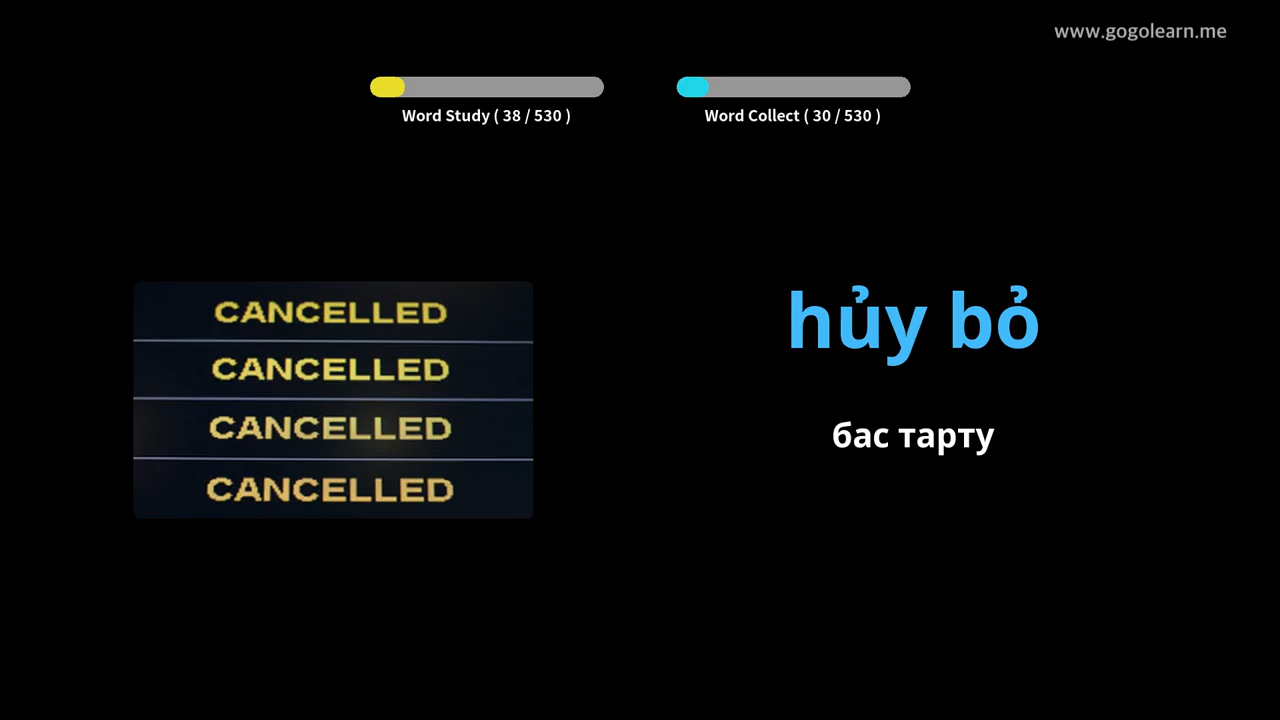 www.gogolearn.me
Word Study ( 38 / 530 )
Word Collect ( 30 / 530 )
CANCELLED
CANCELLED
CANCELLED
CANCELLED
hủy bỏ
бас тарту